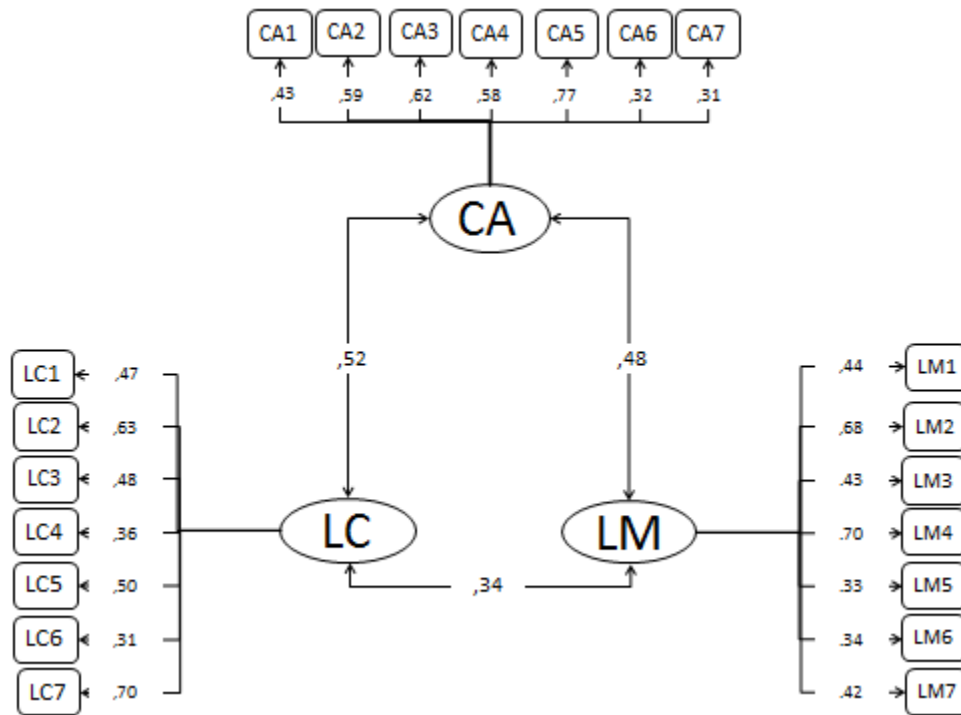 CA1 CA2 CA3 CA4 CA5 CA6 CA7
,43 ,59 ,62 ,58 ,77 ,32 ,31
CA
,52 ,48
LC1 ,47 ,44 LM1
LC2 ,63 ,68 LM2
LC3 ,48 ,43 LM3
LC4 ,36 LC LM ,70 LM4
LC5 ,50 ,34 ,33 LM5
LC6 ,31 ,34 LM6
LC7 ,70 ,42 LM7